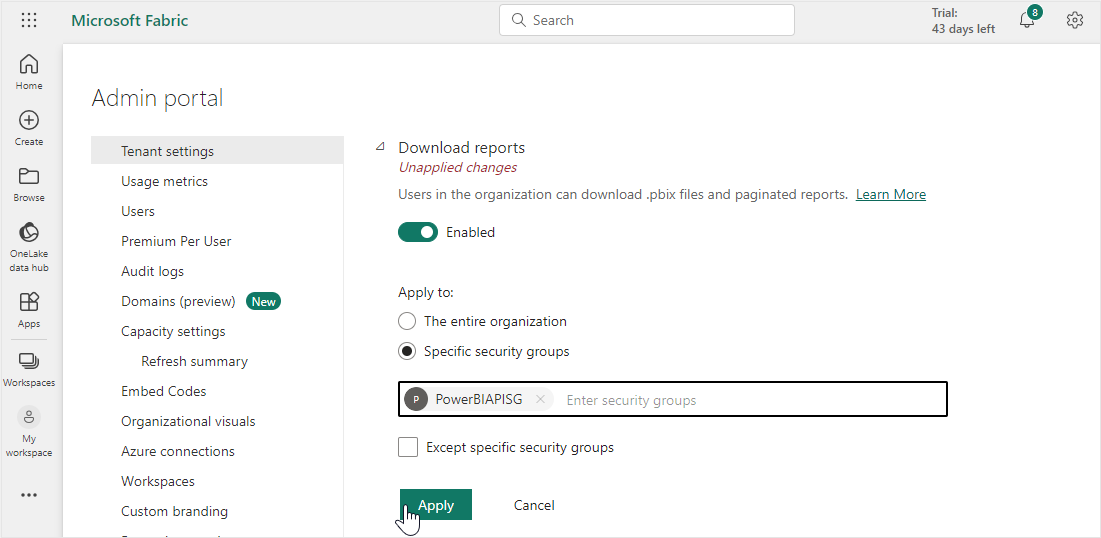 Microsoft Fabric
Search
Trial:
43 days left
8
Home
Create
Browse
OneLake
data hub
Apps
Workspaces
My
workspace
Admin portal
Tenant settings
Usage metrics
Users
Premium Per User
Audit logs
Domains (preview) New
Capacity settings
Refresh summary
Embed Codes
Organizational visuals
Azure connections
Workspaces
Custom branding
Download reports
Unapplied changes
Users in the organization can download .pbix files and paginated reports. Learn More
Enabled
Apply to:
The entire organization
Specific security groups
P PowerBIAPISG Enter security groups
Except specific security groups
Apply Cancel